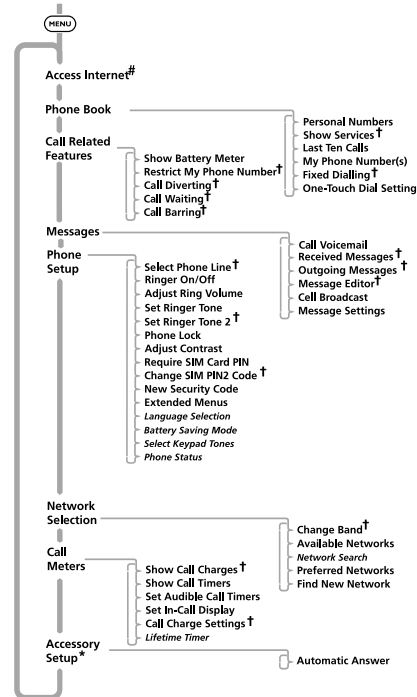 MENU
Access Internet#
Phone Book
Personal Numbers
Show Services†
Last Ten Calls
My Phone Number(s)
Fixed Dialling†
One-Touch Dial Setting
Call Related
Features
Show Battery Meter
Restrict My Phone Number†
Call Diverting†
Call Waiting†
Call Barring†
Messages
Call Voicemail
Received Messages†
Outgoing Messages†
Message Editor†
Cell Broadcast
Message Settings
Phone
Setup
Select Phone Line†
Ringer On/Off
Adjust Ring Volume
Set Ringer Tone
Set Ringer Tone 2†
Phone Lock
Adjust Contrast
Require SIM Card PIN
Change SIM PIN2 Code†
New Security Code
Extended Menus
Language Selection
Battery Saving Mode
Select Keypad Tones
Phone Status
Network
Selection
Change Band†
Available Networks
Network Search
Preferred Networks
Find New Network
Call
Meters
Show Call Charges†
Show Call Timers
Set Audible Call Timers
Set In-Call Display
Call Charge Settings†
Lifetime Timer
Accessory
Setup*
Automatic Answer